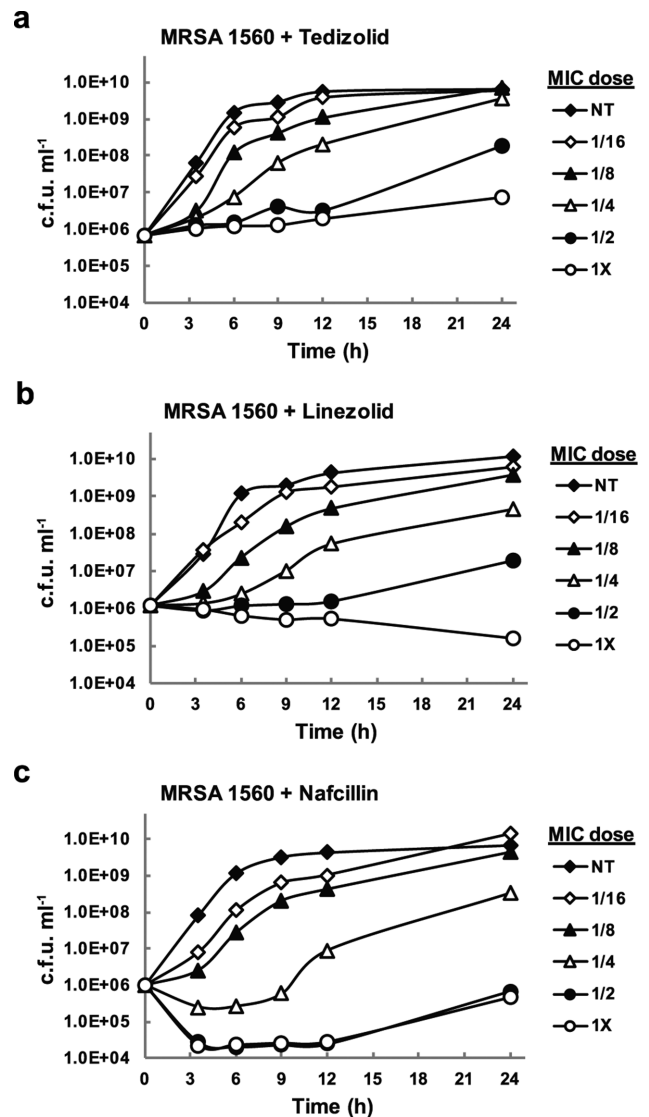 a
MRSA 1560 + Tedizolid
MIC dose
NT
1/16
1/8
1/4
1/2
1X
c.f.u. ml-1
1.0E+10
1.0E+09
1.0E+08
1.0E+07
1.0E+06
1.0E+05
1.0E+04
0 3 6 9 12 15 18 21 24
Time (h)
b
MRSA 1560 + Linezolid
MIC dose
NT
1/16
1/8
1/4
1/2
1X
c.f.u. ml-1
1.0E+10
1.0E+09
1.0E+08
1.0E+07
1.0E+06
1.0E+05
1.0E+04
0 3 6 9 12 15 18 21 24
Time (h)
c
MRSA 1560 + Nafcillin
MIC dose
NT
1/16
1/8
1/4
1/2
1X
c.f.u. ml-1
1.0E+10
1.0E+09
1.0E+08
1.0E+07
1.0E+06
1.0E+05
1.0E+04
0 3 6 9 12 15 18 21 24
Time (h)